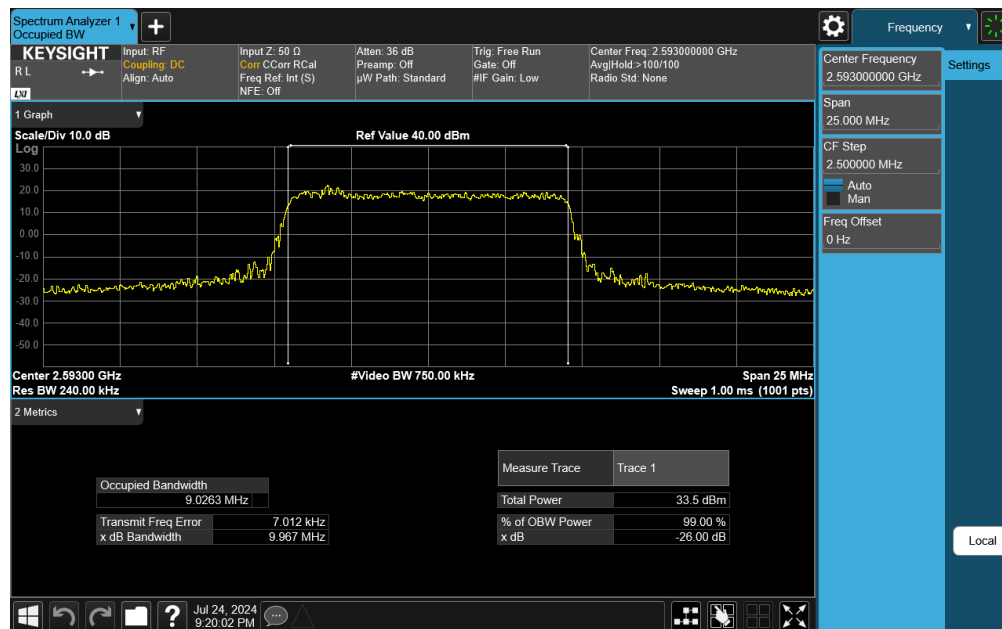 Spectrum Analyzer 1
Occupied BW
Frequency
KEYSIGHT
R L
LXI
Input: RF
Coupling: DC
Align: Auto
Input Z: 50 Ω
Corr CCorr RCal
Freq Ref: Int (S)
NFE: Off
Atten: 36 dB
Preamp: Off
µW Path: Standard
Trig: Free Run
Gate: Off
#IF Gain: Low
Center Freq: 2.593000000 GHz
Avg|Hold:>100/100
Radio Std: None
Center Frequency
2.593000000 GHz
Settings
Span
25.000 MHz
CF Step
2.500000 MHz
Auto
Man
Freq Offset
0 Hz
1 Graph
Scale/Div 10.0 dB
Ref Value 40.00 dBm
Log
30.0
20.0
10.0
0.00
-10.0
-20.0
-30.0
-40.0
-50.0
Center 2.59300 GHz
#Video BW 750.00 kHz
Span 25 MHz
Res BW 240.00 kHz
Sweep 1.00 ms (1001 pts)
2 Metrics
Occupied Bandwidth
9.0263 MHz
Transmit Freq Error 7.012 kHz
x dB Bandwidth 9.967 MHz
Measure Trace Trace 1
Total Power 33.5 dBm
% of OBW Power 99.00 %
x dB -26.00 dB
Local
Jul 24, 2024
9:20:02 PM